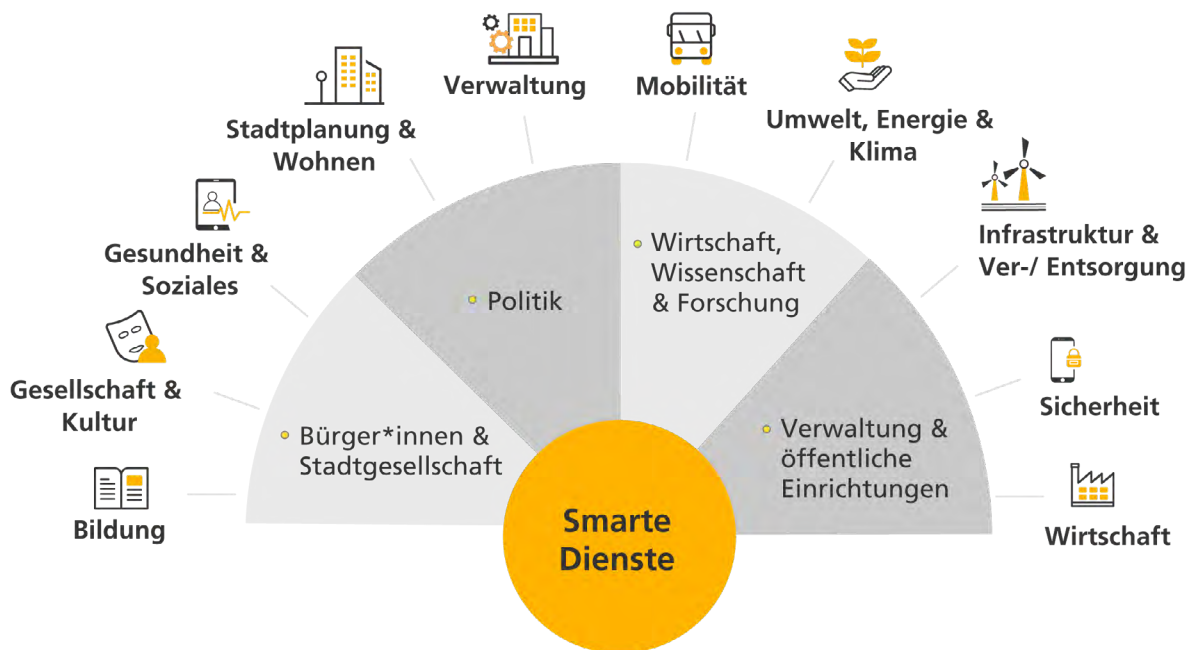 Verwaltung
Mobilität
Stadtplanung &
Wohnen
Umwelt, Energie &
Klima
Gesundheit &
Soziales
Infrastruktur &
Ver-/ Entsorgung
Gesellschaft &
Kultur
Sicherheit
Bildung
Wirtschaft
Bürger*innen &
Stadtgesellschaft
Politik
Wirtschaft,
Wissenschaft
& Forschung
Verwaltung &
öffentliche
Einrichtungen
Smarte
Dienste